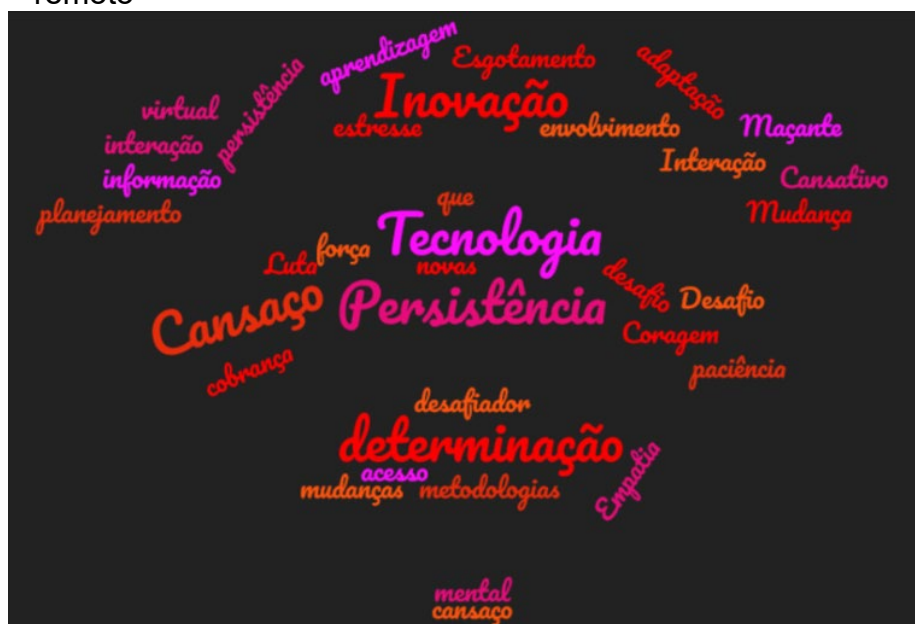 remoto
aprendizagem
Esgotamento
adaptação
persistência
virtual
Inovação
estresse
envolvimento
Maçante
interação
Interação
informação
Cansativo
planejamento
Mudança
que
Tecnologia
força
Luta
novas
desafio
Desafio
Cansaço
Persistência
Coragem
cobrança
paciência
desafiador
determinação
acesso
Empatia
mudanças
metodologias
mental
cansaço